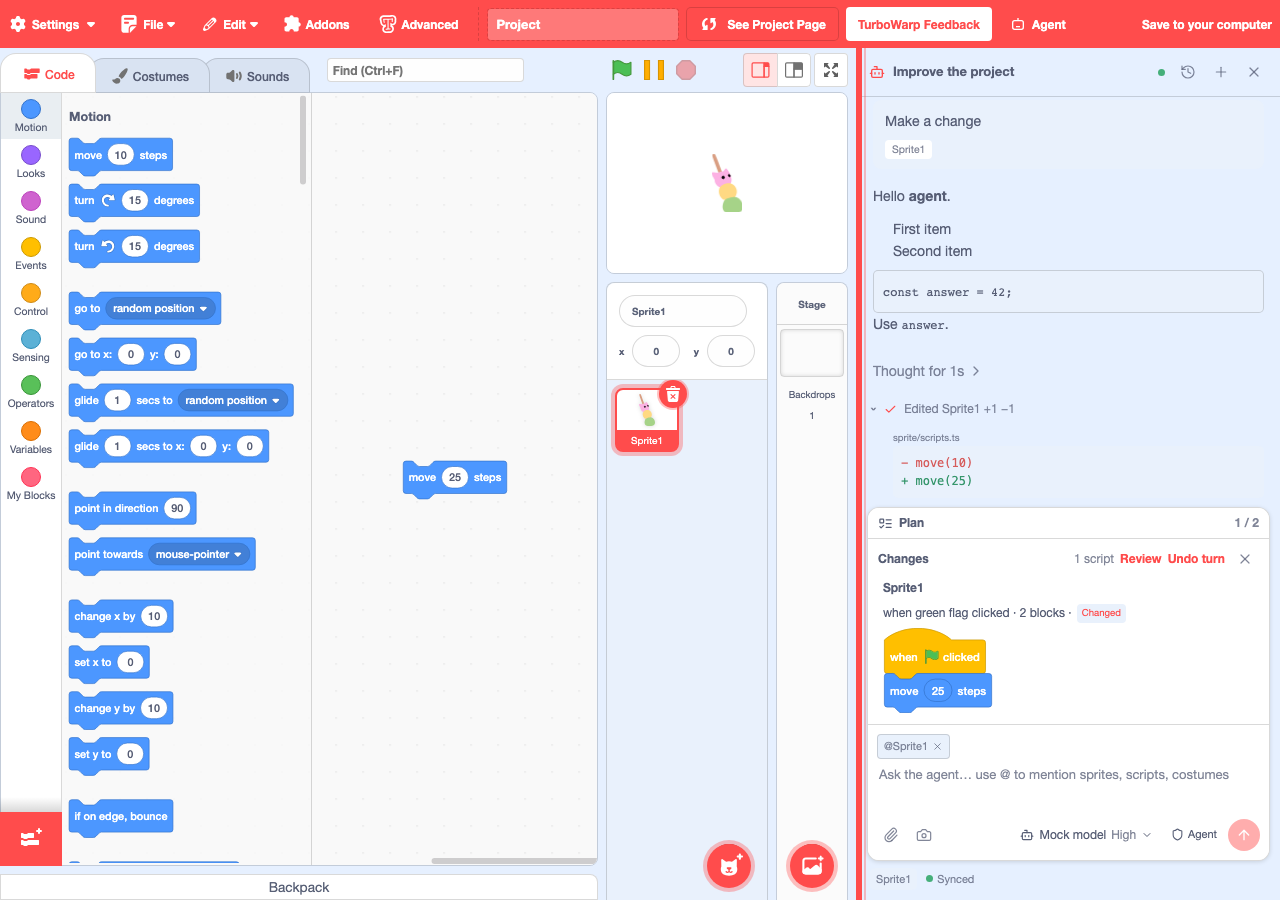 Settings
File
Edit
Addons
Advanced
Project
See Project Page
TurboWarp Feedback
Agent
Save to your computer
Code
Costumes
Sounds
Find (Ctrl+F)
Motion
Looks
Sound
Events
Control
Sensing
Operators
Variables
My Blocks
Motion
move 10 steps
turn 15 degrees
turn 15 degrees
go to random position
go to x: 0 y: 0
glide 1 secs to random position
glide 1 secs to x: 0 y: 0
point in direction 90
point towards mouse-pointer
change x by 10
set x to 0
change y by 10
set y to 0
if on edge, bounce
move 25 steps
Backpack
Sprite1
x 0 y 0
Sprite1
Stage
Backdrops
1
Improve the project
Make a change
Sprite1
Hello agent.
First item
Second item
const answer = 42;
Use answer.
Thought for 1s
Edited Sprite1 +1 −1
sprite/scripts.ts
− move(10)
+ move(25)
Plan 1 / 2
Changes 1 script Review Undo turn
Sprite1
when green flag clicked · 2 blocks · Changed
when clicked
move 25 steps
@Sprite1
Ask the agent… use @ to mention sprites, scripts, costumes
Mock model High Agent
Sprite1 Synced